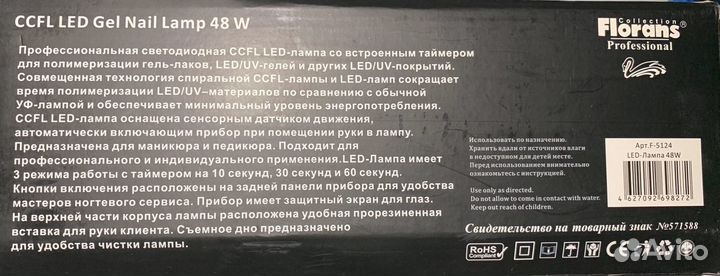 CCFL LED Gel Nail Lamp 48 W
Профессиональная светодиодная CCFL LED-лампа со встроенным таймером
для полимеризации гель-лаков, LED/UV-гелей и других LED/UV-покрытий.
Совмещенная технология спиральной CCFL-лампы и LED-ламп сокращает
время полимеризации LED/UV–материалов по сравнению с обычной
УФ-лампой и обеспечивает минимальный уровень энергопотребления.
CCFL LED-лампа оснащена сенсорным датчиком движения,
автоматически включающим прибор при помещении руки в лампу.
Предназначена для маникюра и педикюра. Подходит для
профессионального и индивидуального применения.LED-Лампа имеет
3 режима работы с таймером на 10 секунд, 30 секунд и 60 секунд.
Кнопки включения расположены на задней панели прибора для удобства
мастеров ногтевого сервиса. Прибор имеет защитный экран для глаз.
На верхней части корпуса лампы расположена удобная прорезиненная
вставка для руки клиента. Съемное дно предназначено
для удобства чистки лампы.
Collection
Florans
Professional
Использовать по назначению.
Хранить вдали от источников влаги
в недоступном для детей месте.
Перед использованием внимательно
ознакомиться с инструкцией.
Use only as directed.
Do not allow to come in contact with water.
Keep out of reach of children.
Арт.F-5124
LED-Лампа 48W
4 627092 698272
Свидетельство на товарный знак №571588
RoHS
Compliant
CE
Avito